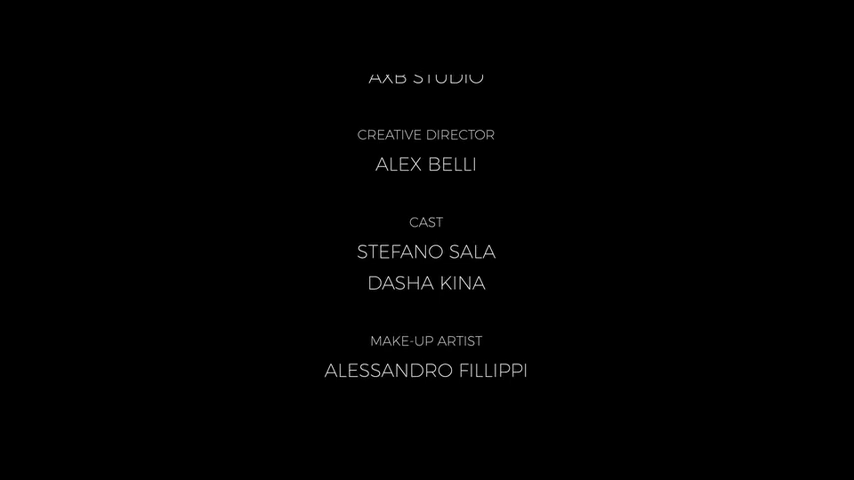 AXB STUDIO
CREATIVE DIRECTOR
ALEX BELLI
CAST
STEFANO SALA
DASHA KINA
MAKE-UP ARTIST
ALESSANDRO FILLIPPI